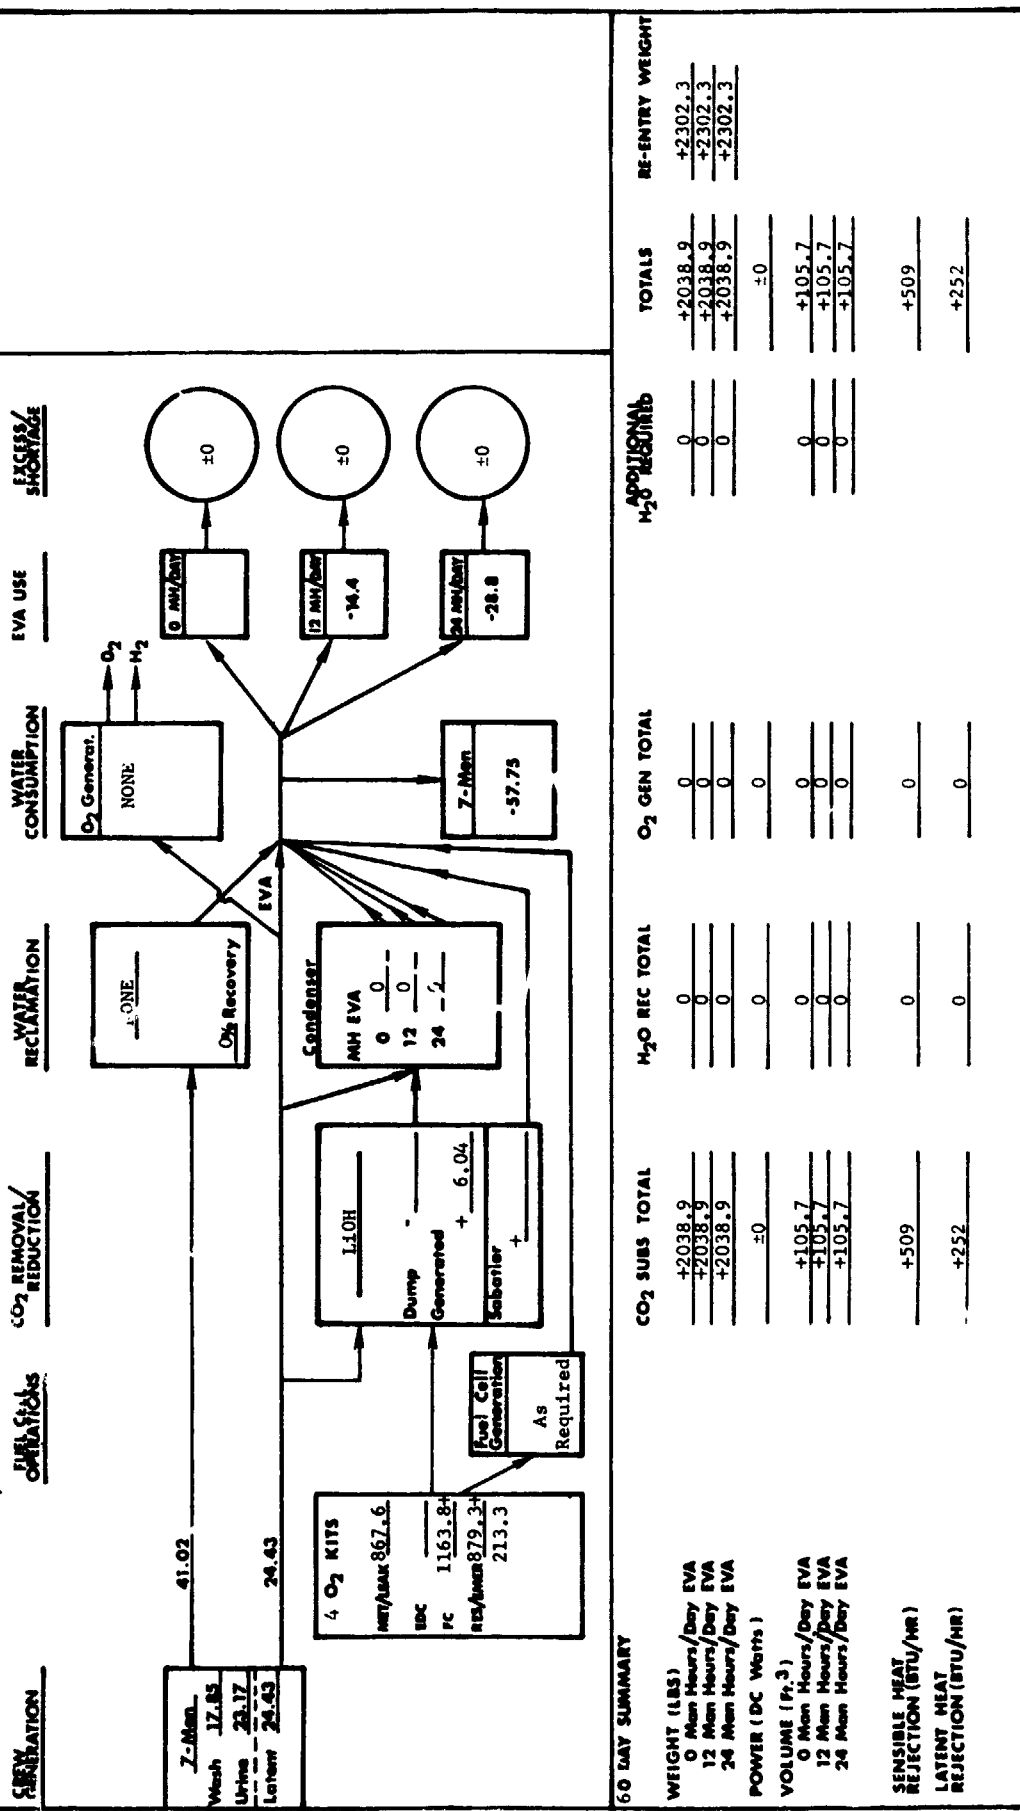 CREW GENERATION
FUEL CELL OPERATIONS
CO2 REMOVAL/ REDUCTION
WATER RECLAMATION
WATER CONSUMPTION
EVA USE
EXCESS/ SHORTAGE
7-Man
Wash 17.85
Urine 23.17
Latent 24.43
41.02
24.43
4 O2 KITS
MET/LEAK 867.6
EDC
FC 1163.8+
RES/EMER 879.3+
213.3
Fuel Cell
Generation
As
Required
LiOH
Dump -
Generated
+ 6.04
Sabatier
+
ONE
0% Recovery
EVA
Condenser
MH EVA
0 0
12 0
24
O2 Generat.
NONE
O2
H2
7-Men
-57.75
0 MH/DAY
12 MH/DAY
-14.4
24 MH/DAY
-28.8
±0
±0
±0
60 DAY SUMMARY
CO2 SUBS TOTAL
H2O REC TOTAL
O2 GEN TOTAL
ADDITIONAL
H2O REQUIRED
TOTALS
RE-ENTRY WEIGHT
WEIGHT (LBS)
0 Man Hours/Day EVA +2038.9 0 0 0 +2038.9 +2302.3
12 Man Hours/Day EVA +2038.9 0 0 0 +2038.9 +2302.3
24 Man Hours/Day EVA +2038.9 0 0 0 +2038.9 +2302.3
POWER (DC Watts) ±0 0 0 ±0
VOLUME (Ft.3)
0 Man Hours/Day EVA +105.7 0 0 0 +105.7
12 Man Hours/Day EVA +105.7 0 0 0 +105.7
24 Man Hours/Day EVA +105.7 0 0 0 +105.7
SENSIBLE HEAT
REJECTION (BTU/HR) +509 0 0 +509
LATENT HEAT
REJECTION (BTU/HR) +252 0 0 +252